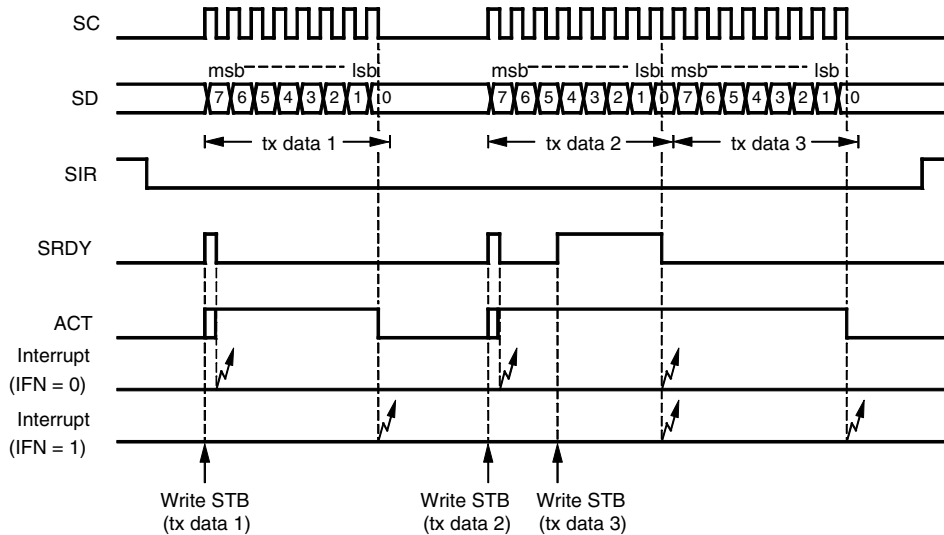 SC
msb lsb msb lsb msb lsb
SD 7 6 5 4 3 2 1 0 7 6 5 4 3 2 1 0 7 6 5 4 3 2 1 0
tx data 1 tx data 2 tx data 3
SIR
SRDY
ACT
Interrupt
(IFN = 0)
Interrupt
(IFN = 1)
Write STB Write STB Write STB
(tx data 1) (tx data 2) (tx data 3)